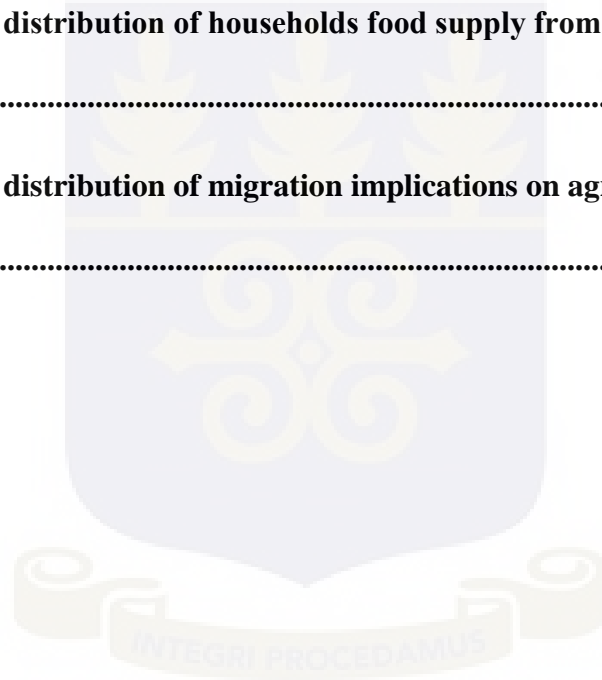 distribution of households food supply from
................................................................................
distribution of migration implications on ag
................................................................................
INTEGRI PROCEDAMUS